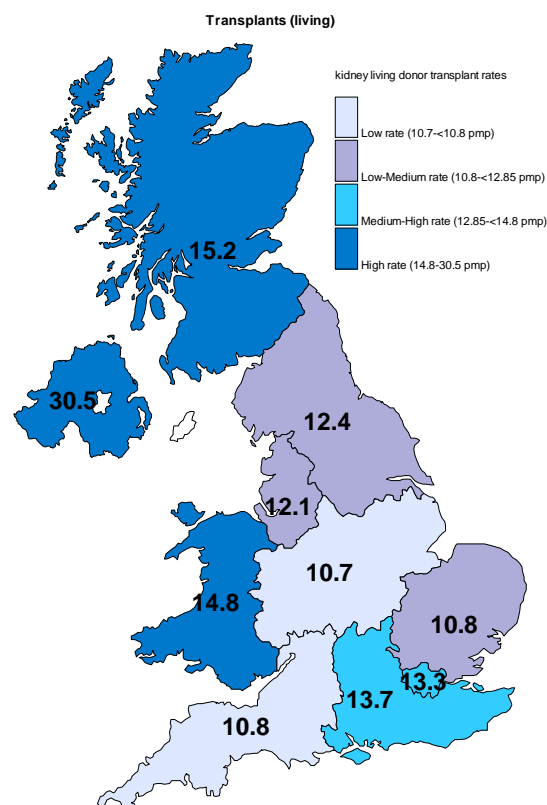 Transplants (living)
kidney living donor transplant rates
Low rate (10.7-<10.8 pmp)
Low-Medium rate (10.8-<12.85 pmp)
Medium-High rate (12.85-<14.8 pmp)
High rate (14.8-30.5 pmp)
15.2
30.5
12.4
12.1
10.7
14.8
10.8
13.3
13.7
10.8